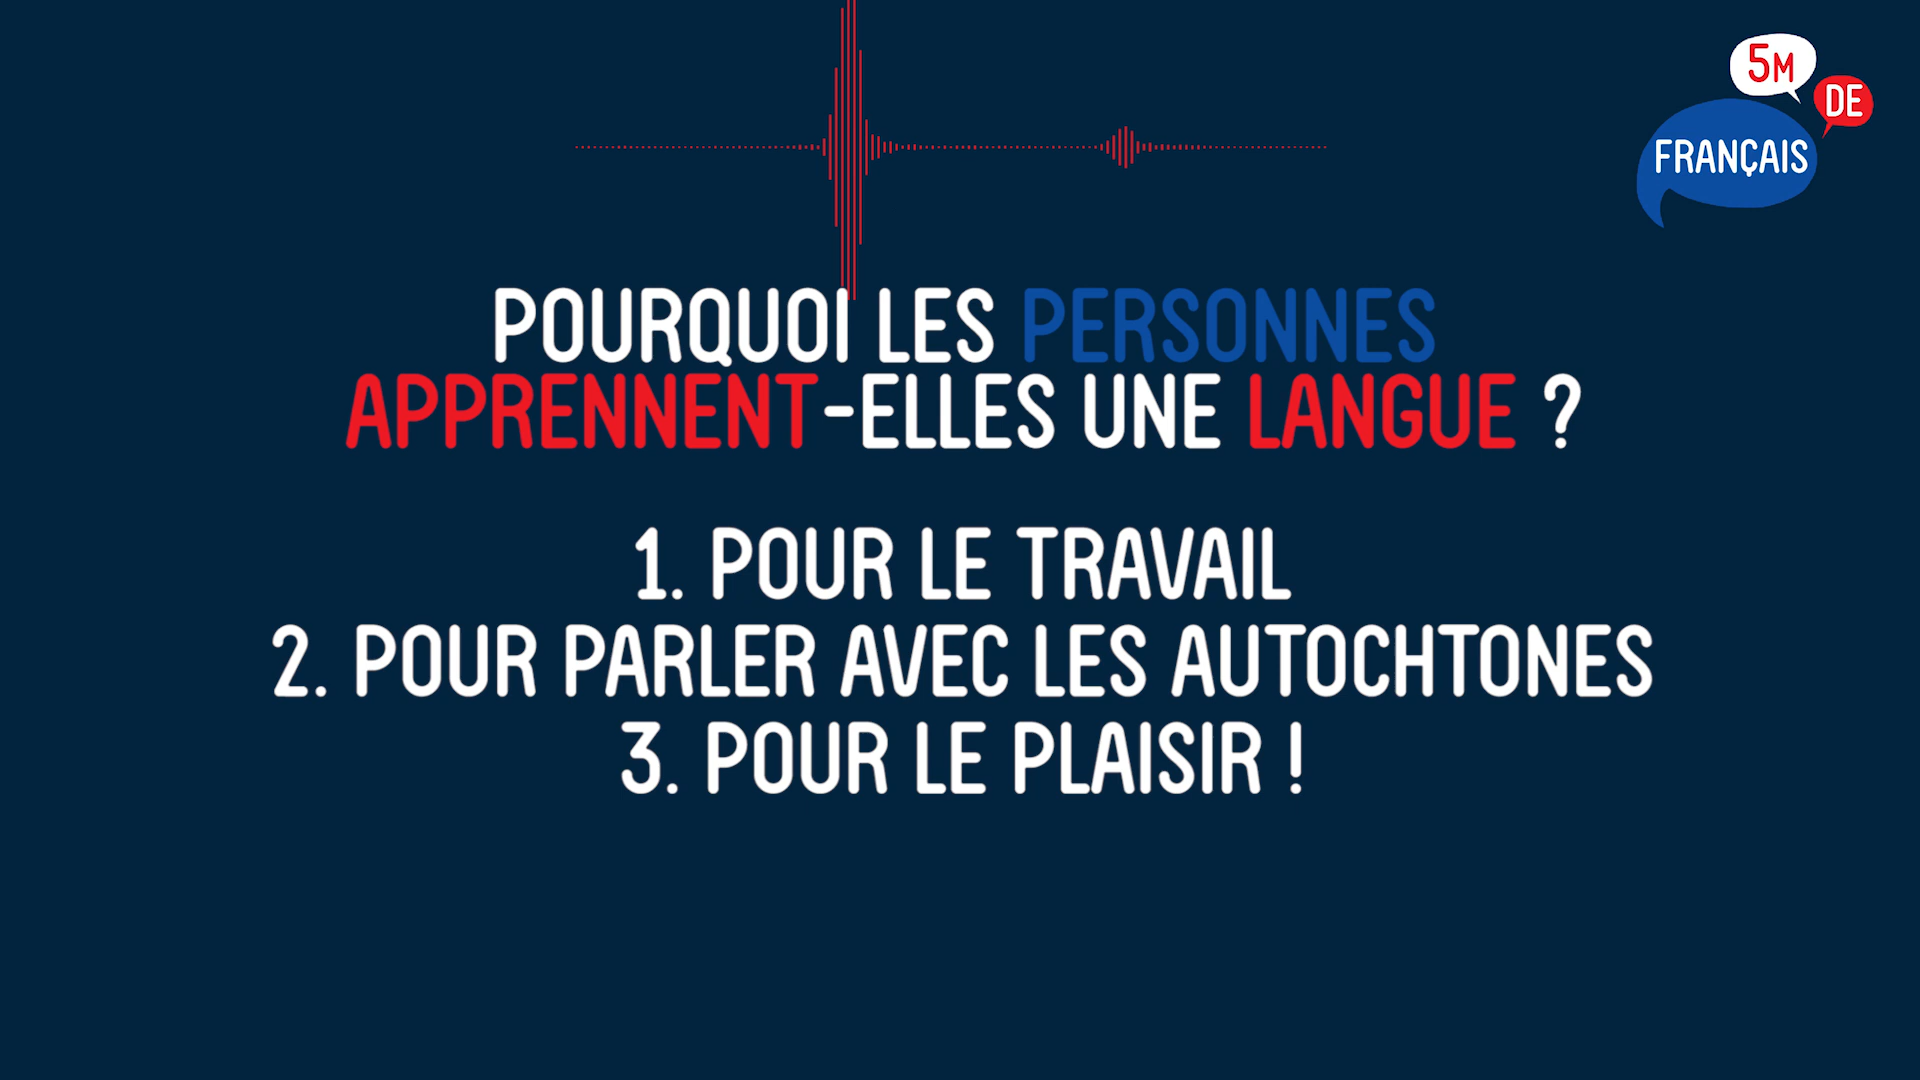 5M
DE
FRANÇAIS
POURQUOI LES PERSONNES
APPRENNENT-ELLES UNE LANGUE ?
1. POUR LE TRAVAIL
2. POUR PARLER AVEC LES AUTOCHTONES
3. POUR LE PLAISIR !